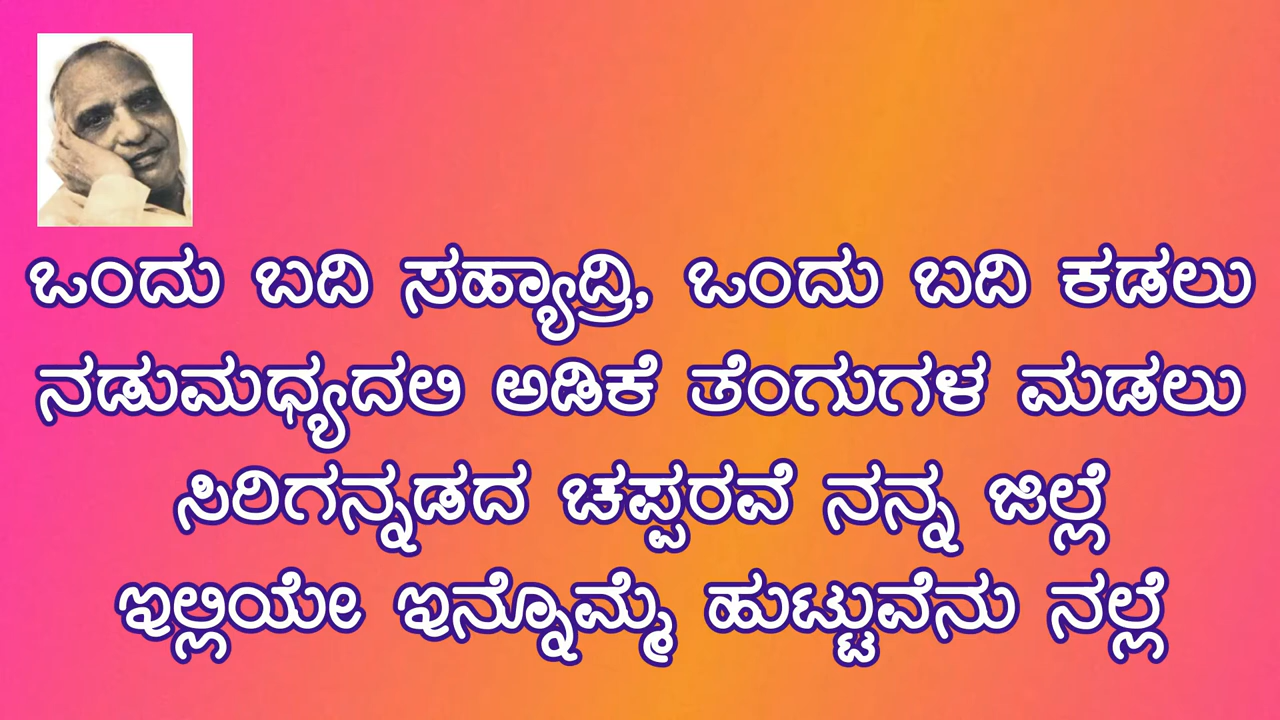 ಒಂದು ಬದಿ ಸಹ್ಯಾದ್ರಿ, ಒಂದು ಬದಿ ಕಡಲು
ನಡುಮಧ್ಯದಲಿ ಅಡಿಕೆ ತೆಂಗುಗಳ ಮಡಲು
ಸಿರಿಗನ್ನಡದ ಚಪ್ಪರವೆ ನನ್ನ ಜಿಲ್ಲೆ
ಇಲ್ಲಿಯೇ ಇನ್ನೊಮ್ಮೆ ಹುಟ್ಟುವೆನು ನಲ್ಲೆ